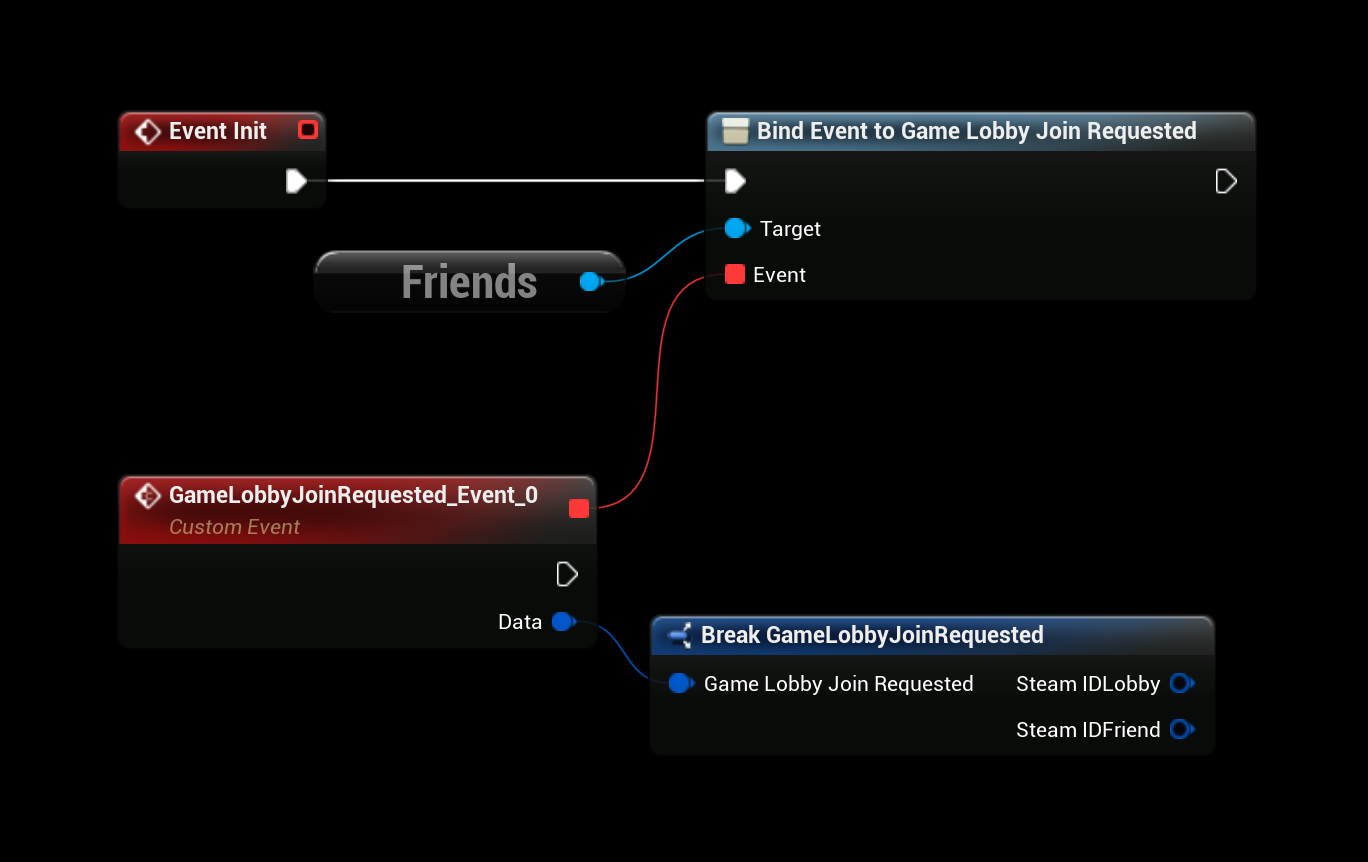 Event Init
Bind Event to Game Lobby Join Requested
Target
Friends
Event
GameLobbyJoinRequested_Event_0
Custom Event
Data
Break GameLobbyJoinRequested
Game Lobby Join Requested Steam IDLobby
Steam IDFriend